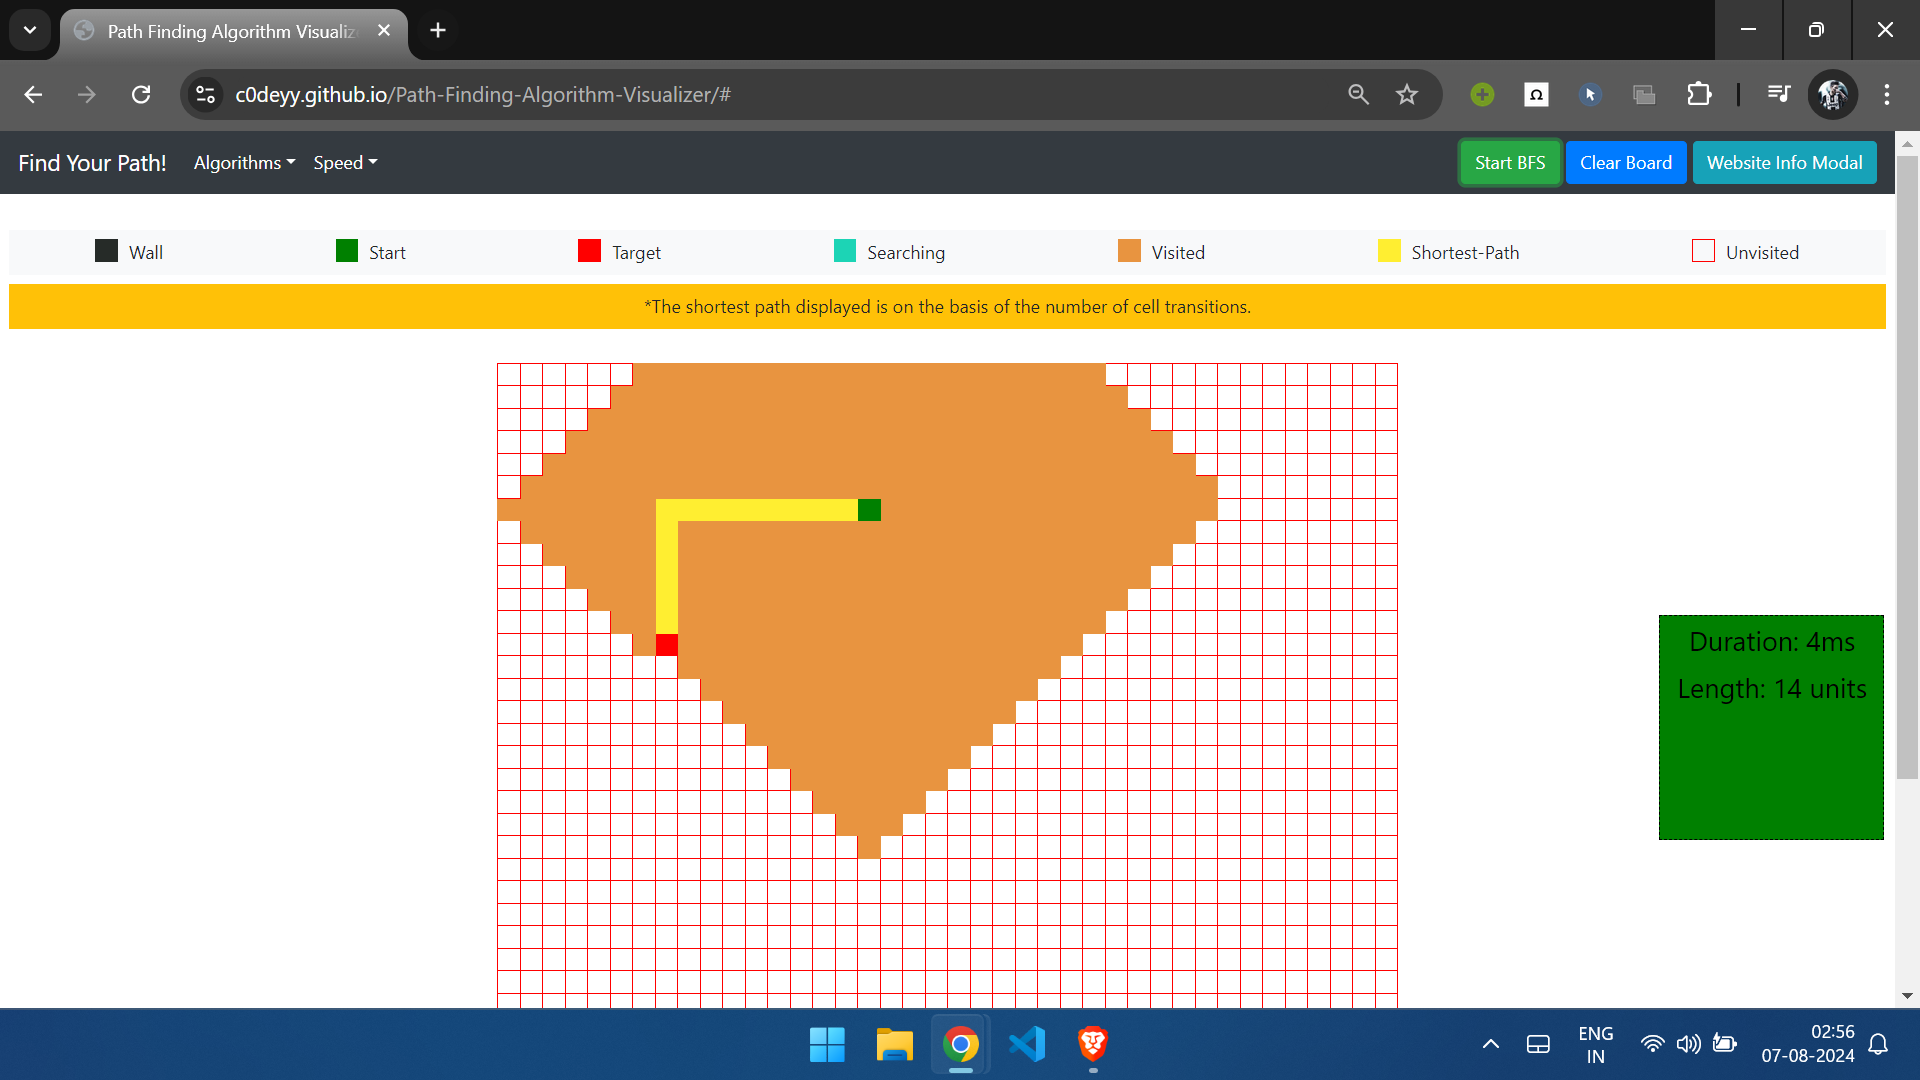 Path Finding Algorithm Visualiz
c0deyy.github.io/Path-Finding-Algorithm-Visualizer/#
Find Your Path! Algorithms Speed Start BFS Clear Board Website Info Modal
Wall Start Target Searching Visited Shortest-Path Unvisited
*The shortest path displayed is on the basis of the number of cell transitions.
Duration: 4ms
Length: 14 units
ENG
IN
02:56
07-08-2024